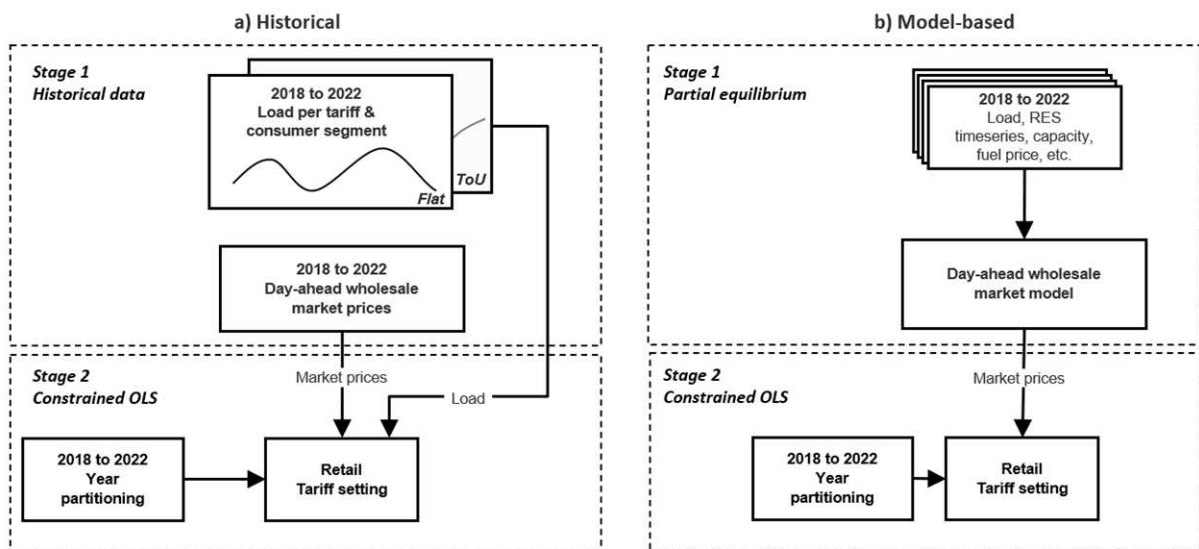 a) Historical
Stage 1
Historical data
2018 to 2022
Load per tariff &
consumer segment
Flat
ToU
2018 to 2022
Day-ahead wholesale
market prices
Stage 2
Constrained OLS
Market prices
Load
2018 to 2022
Year
partitioning
Retail
Tariff setting
b) Model-based
Stage 1
Partial equilibrium
2018 to 2022
Load, RES
timeseries, capacity,
fuel price, etc.
Day-ahead wholesale
market model
Stage 2
Constrained OLS
Market prices
2018 to 2022
Year
partitioning
Retail
Tariff setting